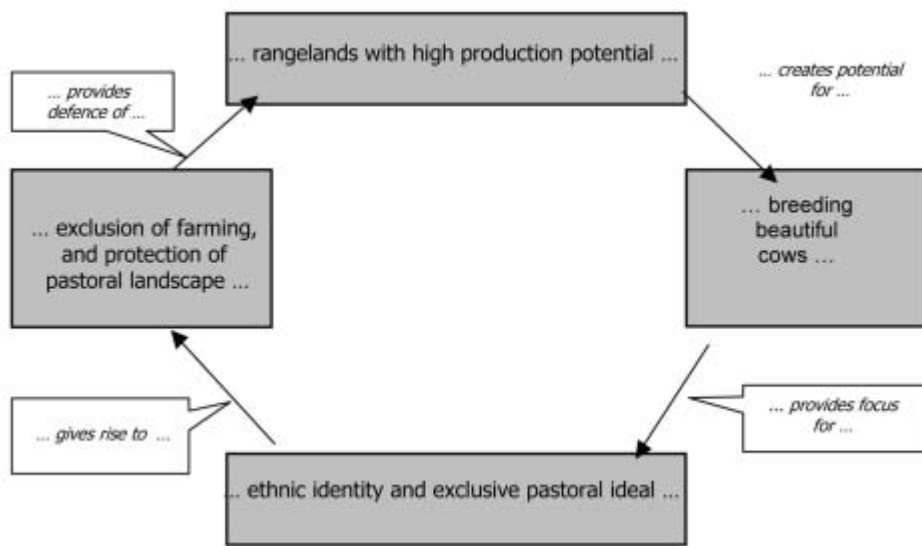 ... rangelands with high production potential ...
... creates potential
for ...
... provides
defence of ...
... breeding
beautiful
cows ...
... exclusion of farming,
and protection of
pastoral landscape ...
... provides focus
for ...
... gives rise to ...
... ethnic identity and exclusive pastoral ideal ...